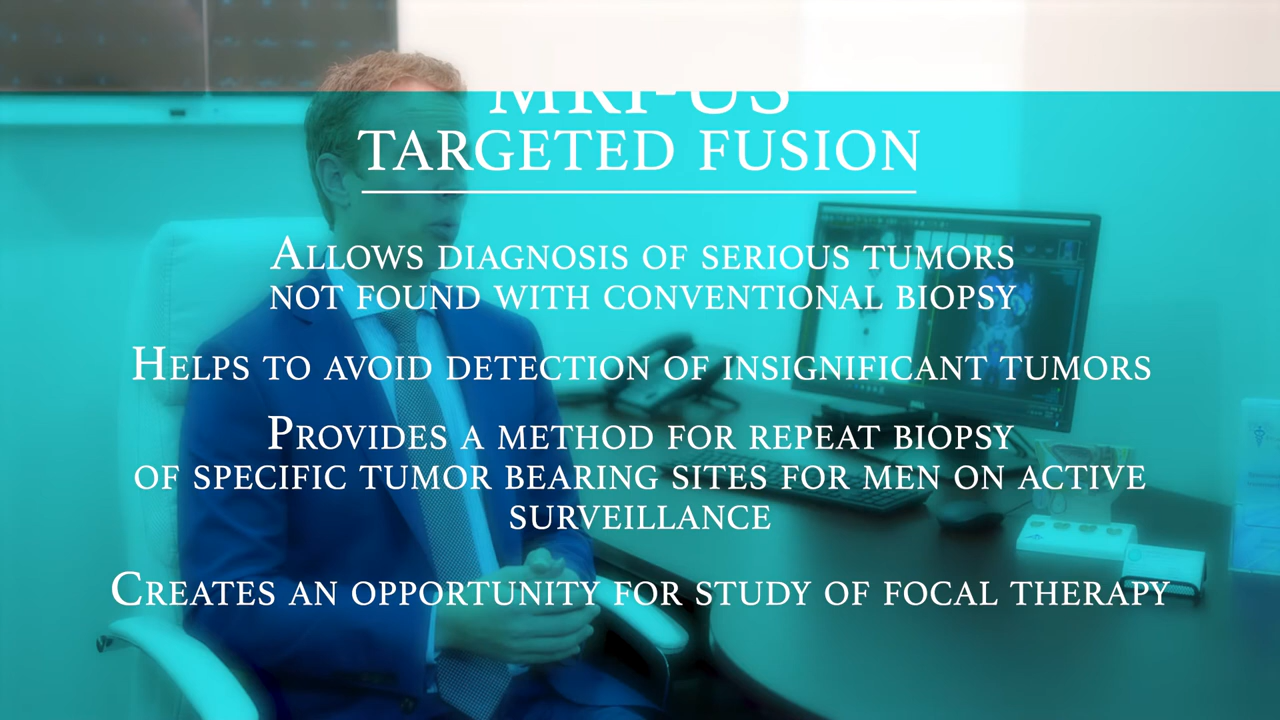 MRI-US
TARGETED FUSION
ALLOWS DIAGNOSIS OF SERIOUS TUMORS
NOT FOUND WITH CONVENTIONAL BIOPSY
HELPS TO AVOID DETECTION OF INSIGNIFICANT TUMORS
PROVIDES A METHOD FOR REPEAT BIOPSY
OF SPECIFIC TUMOR BEARING SITES FOR MEN ON ACTIVE
SURVEILLANCE
CREATES AN OPPORTUNITY FOR STUDY OF FOCAL THERAPY